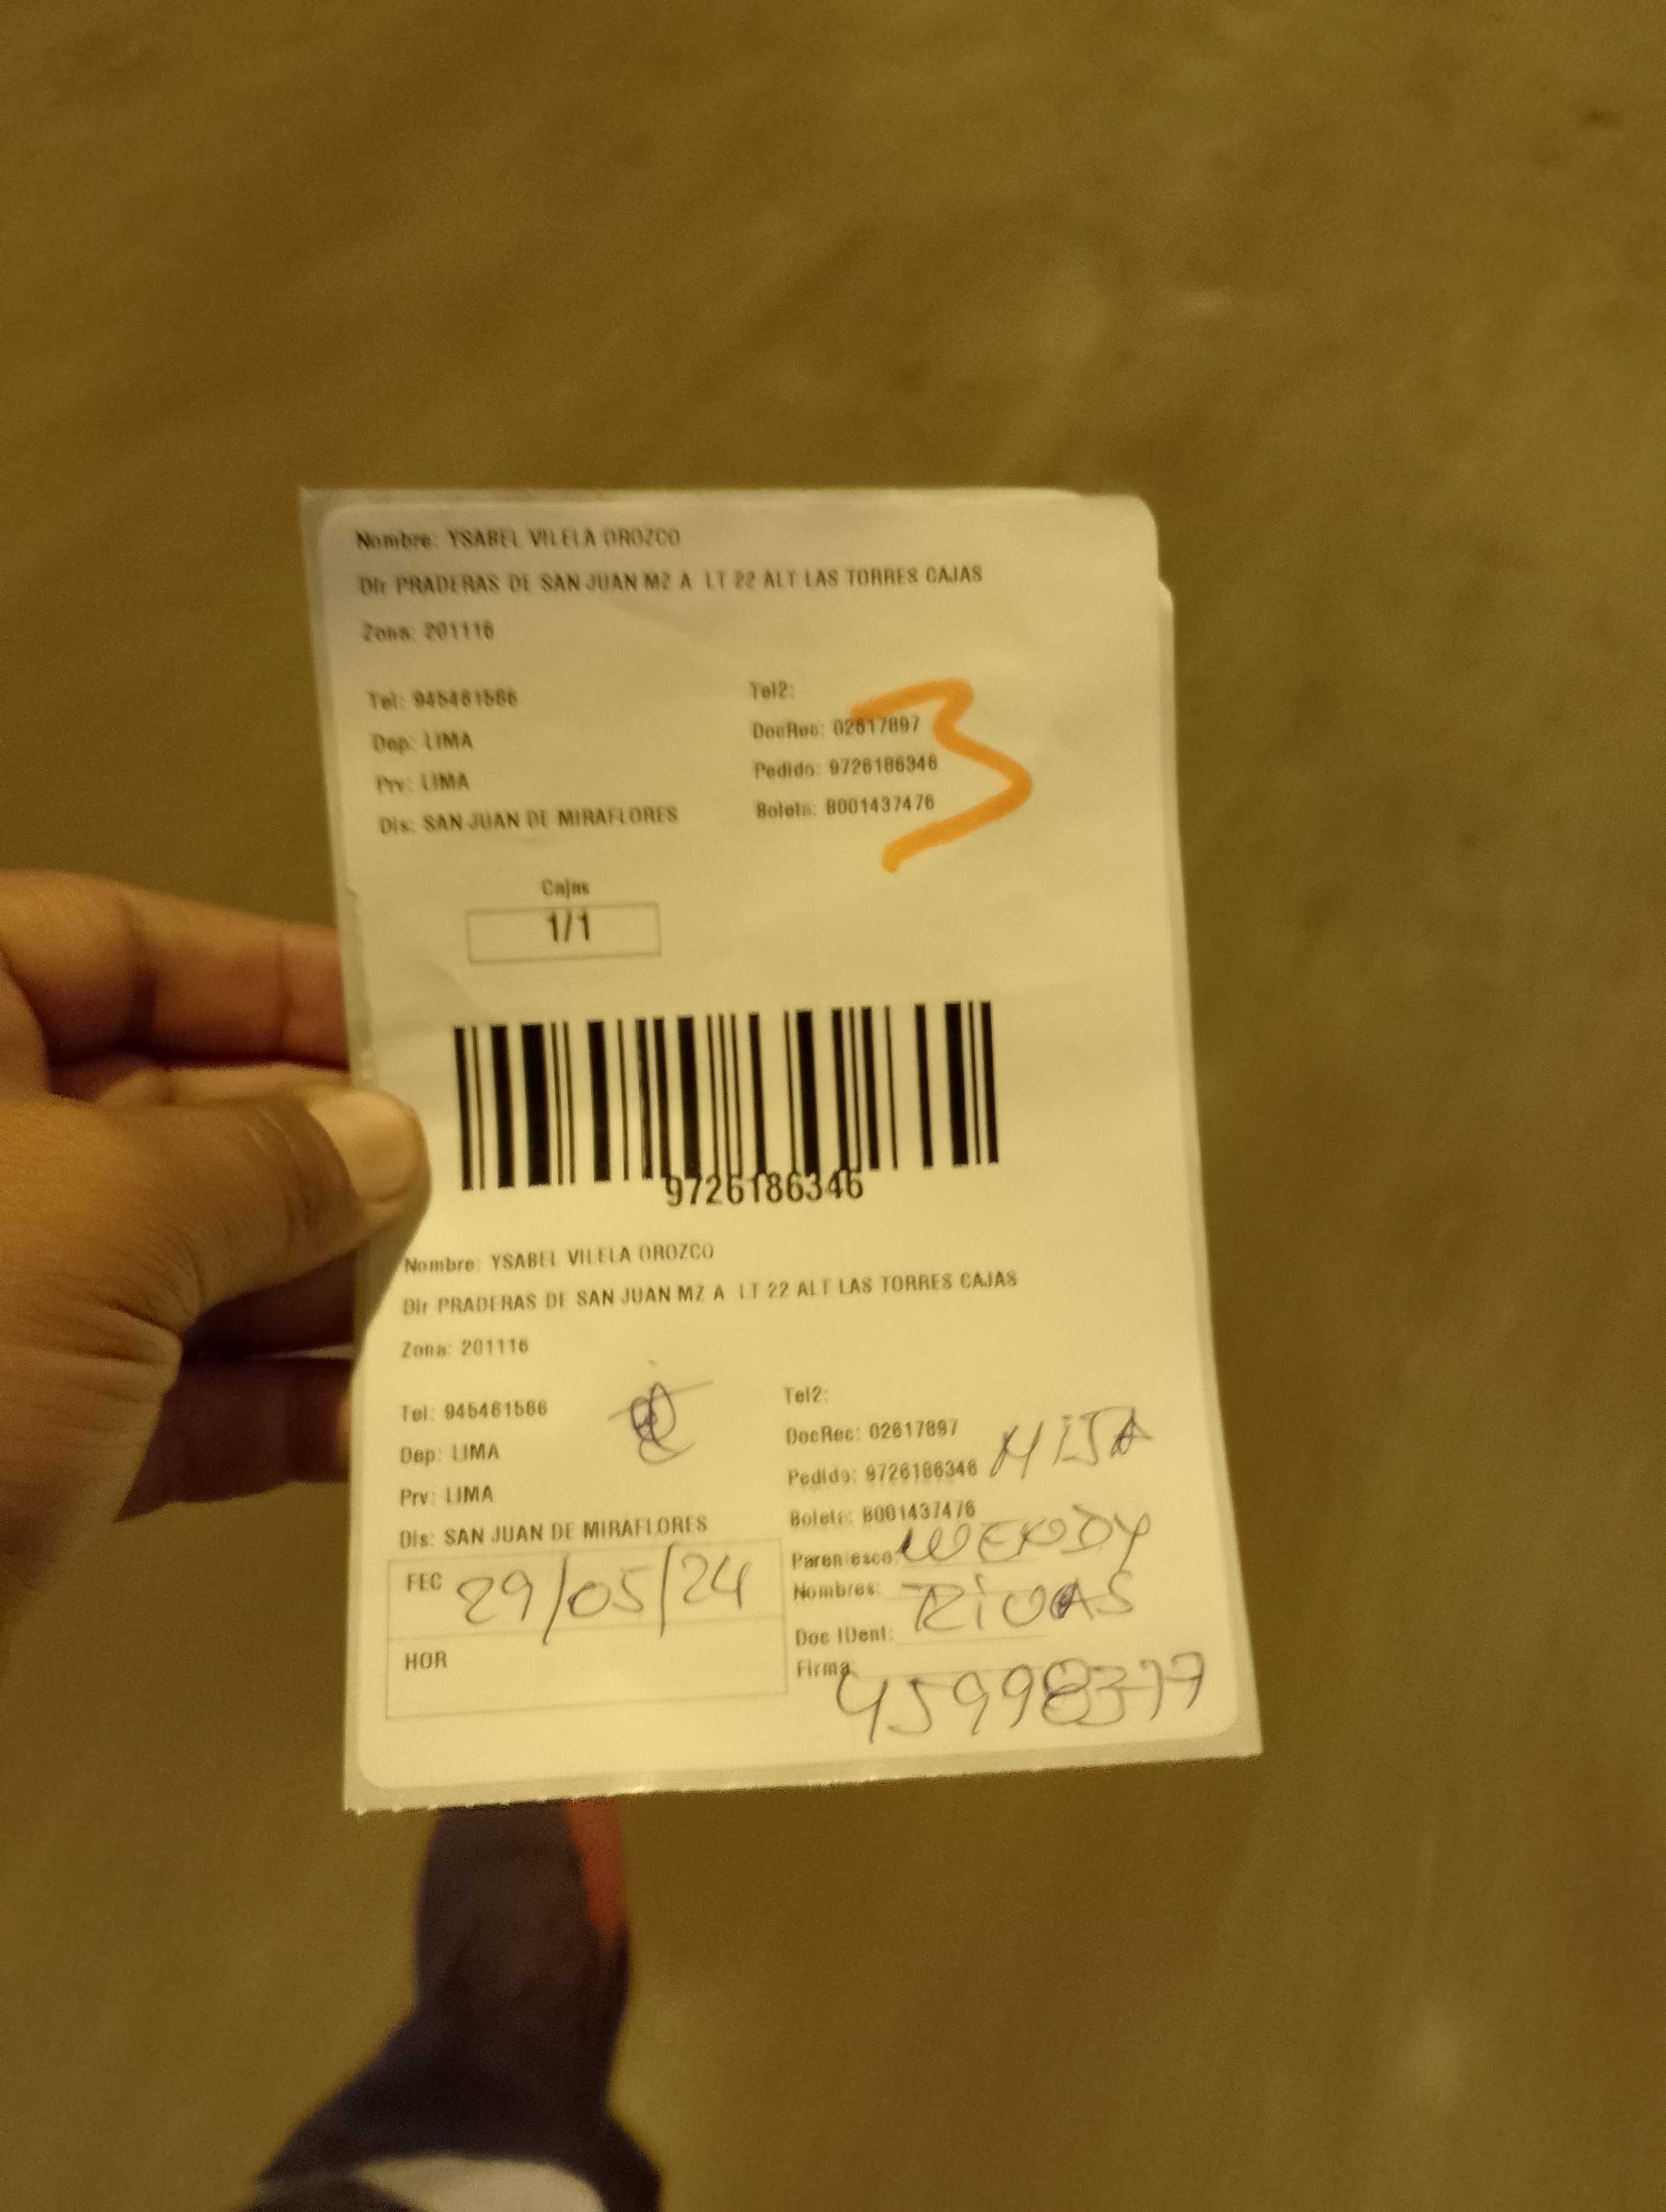 Nombre: YSABEL VILELA OROZCO
Dir PRADERAS DE SAN JUAN MZ A LT 22 ALT LAS TORRES CAJAS
Zona: 201116
Tel: 945461566
Tel2:
Dep: LIMA
DocRec: 02617897
Prv: LIMA
Pedido: 9726186346
Dis: SAN JUAN DE MIRAFLORES
Boleta: B001437476
3
Cajas
1/1
9726186346
Nombre: YSABEL VILELA OROZCO
Dir PRADERAS DE SAN JUAN MZ A LT 22 ALT LAS TORRES CAJAS
Zona: 201116
Tel: 945461566
Tel2:
Dep: LIMA
DocRec: 02617897
HIJA
Prv: LIMA
Pedido: 9726186346
Dis: SAN JUAN DE MIRAFLORES
Boleta: B001437476
FEC 29/05/24
HOR
Parentesco: WENDY
Nombres: RIVAS
Doc IDent:
Firma: 45998377